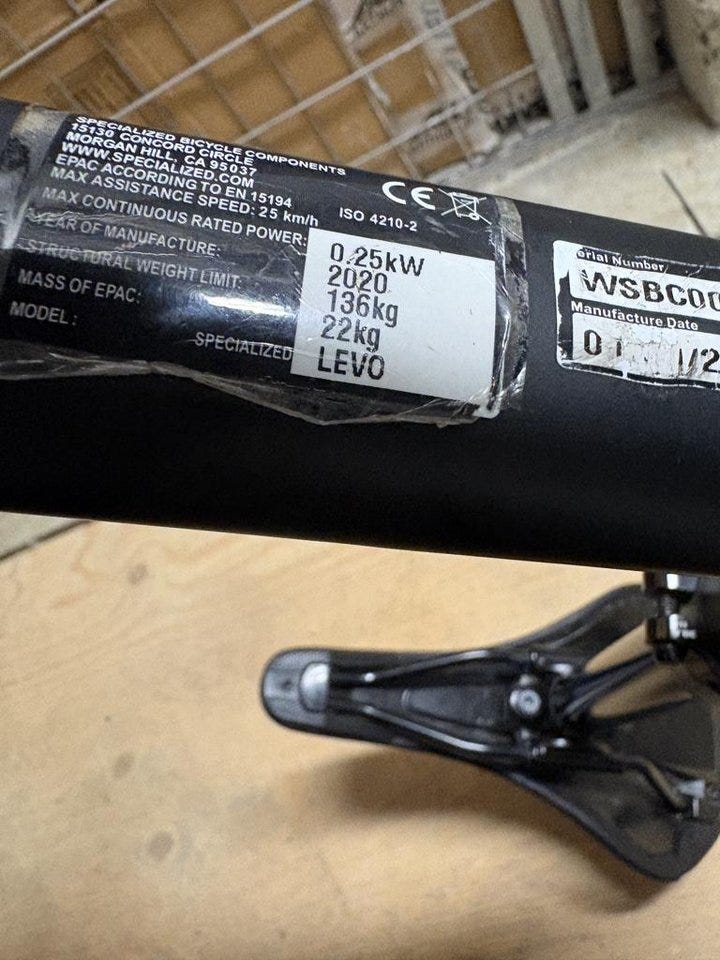 SPECIALIZED BICYCLE COMPONENTS
15130 CONCORD CIRCLE
MORGAN HILL, CA 95037
WWW.SPECIALIZED.COM
EPAC ACCORDING TO EN 15194
MAX ASSISTANCE SPEED: 25 km/h ISO 4210-2
CE
MAX CONTINUOUS RATED POWER: 0.25kW
YEAR OF MANUFACTURE: 2020
STRUCTURAL WEIGHT LIMIT: 136kg
MASS OF EPAC: 22kg
MODEL: SPECIALIZED LEVO
Serial Number
WSBC00
Manufacture Date
0 /2